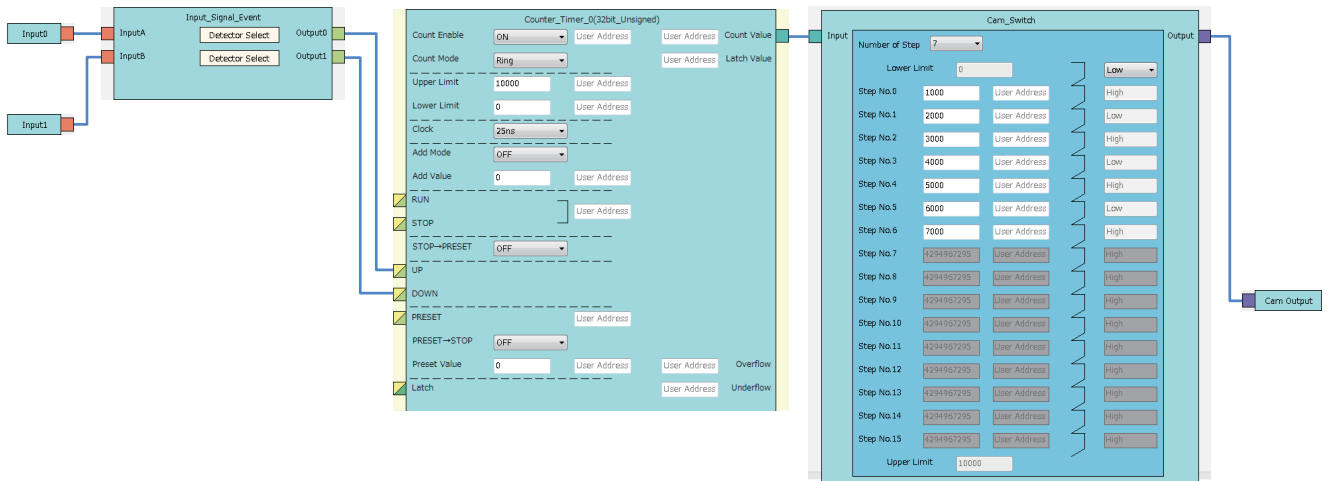 Input0
Input1
Input_Signal_Event
InputA Detector Select Output0
InputB Detector Select Output1
Counter_Timer_0(32bit_Unsigned)
Count Enable ON User Address User Address Count Value
Count Mode Ring User Address Latch Value
Upper Limit 10000 User Address
Lower Limit 0 User Address
Clock 25ns
Add Mode OFF
Add Value 0 User Address
RUN
User Address
STOP
STOP→PRESET OFF
UP
DOWN
PRESET User Address
PRESET→STOP OFF
Preset Value 0 User Address User Address Overflow
Latch User Address Underflow
Cam_Switch
Input Output
Number of Step 7
Lower Limit 0 Low
Step No.0 1000 User Address High
Step No.1 2000 User Address Low
Step No.2 3000 User Address High
Step No.3 4000 User Address Low
Step No.4 5000 User Address High
Step No.5 6000 User Address Low
Step No.6 7000 User Address High
Step No.7 4294967295 User Address High
Step No.8 4294967295 User Address High
Step No.9 4294967295 User Address High
Step No.10 4294967295 User Address High
Step No.11 4294967295 User Address High
Step No.12 4294967295 User Address High
Step No.13 4294967295 User Address High
Step No.14 4294967295 User Address High
Step No.15 4294967295 User Address High
Upper Limit 10000
Cam Output